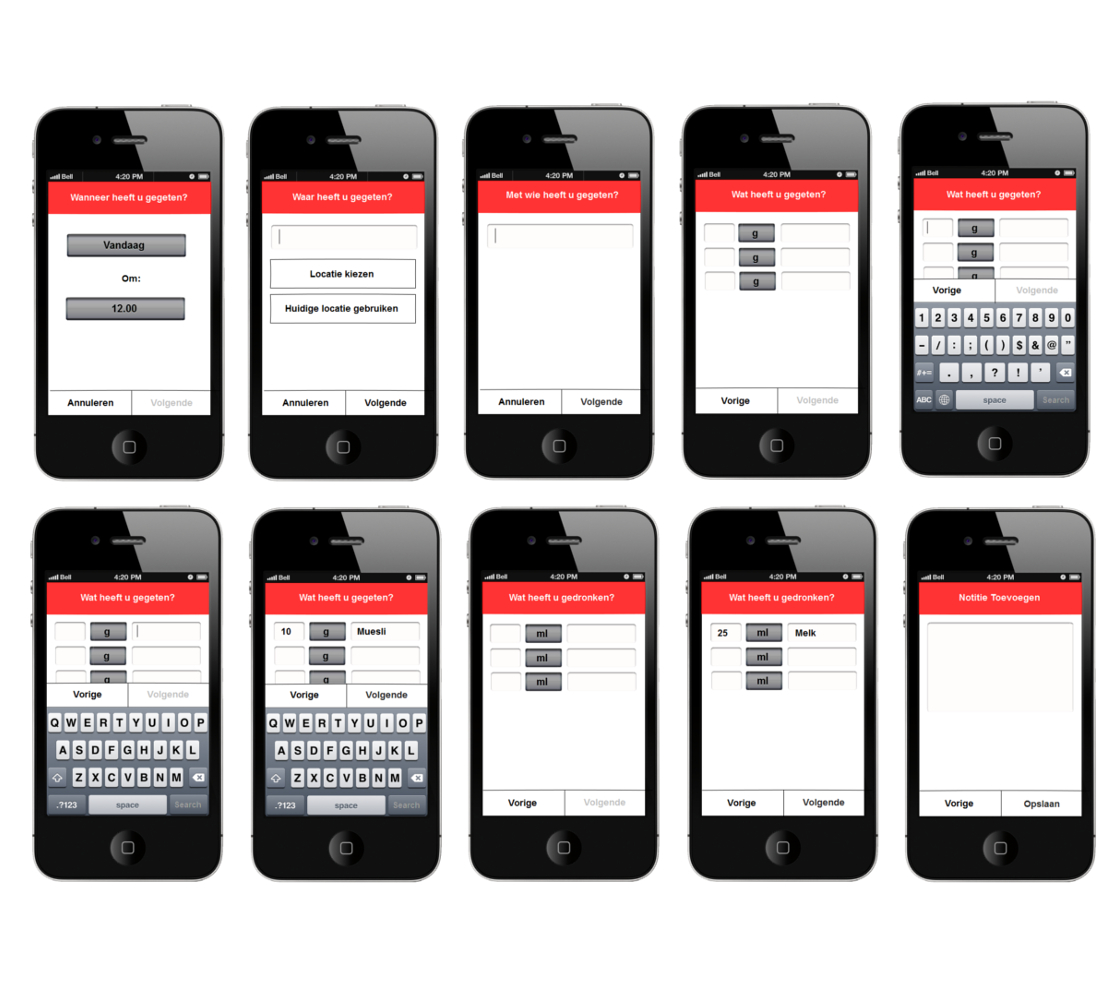 Bell 4:20 PM
Wanneer heeft u gegeten?
Vandaag
Om:
12.00
Annuleren Volgende
Bell 4:20 PM
Waar heeft u gegeten?
Locatie kiezen
Huidige locatie gebruiken
Annuleren Volgende
Bell 4:20 PM
Met wie heeft u gegeten?
Annuleren Volgende
Bell 4:20 PM
Wat heeft u gegeten?
g
g
g
Vorige Volgende
Bell 4:20 PM
Wat heeft u gegeten?
g
g
g
Vorige Volgende
1 2 3 4 5 6 7 8 9 0
- / : ; ( ) $ & @ "
#+= . , ? ! '
ABC space Search
Bell 4:20 PM
Wat heeft u gegeten?
g
g
g
Vorige Volgende
Q W E R T Y U I O P
A S D F G H J K L
Z X C V B N M
.?123 space Search
Bell 4:20 PM
Wat heeft u gegeten?
10 g Muesli
g
g
Vorige Volgende
Q W E R T Y U I O P
A S D F G H J K L
Z X C V B N M
.?123 space Search
Bell 4:20 PM
Wat heeft u gedronken?
ml
ml
ml
Vorige Volgende
Bell 4:20 PM
Wat heeft u gedronken?
25 ml Melk
ml
ml
Vorige Volgende
Bell 4:20 PM
Notitie Toevoegen
Vorige Opslaan